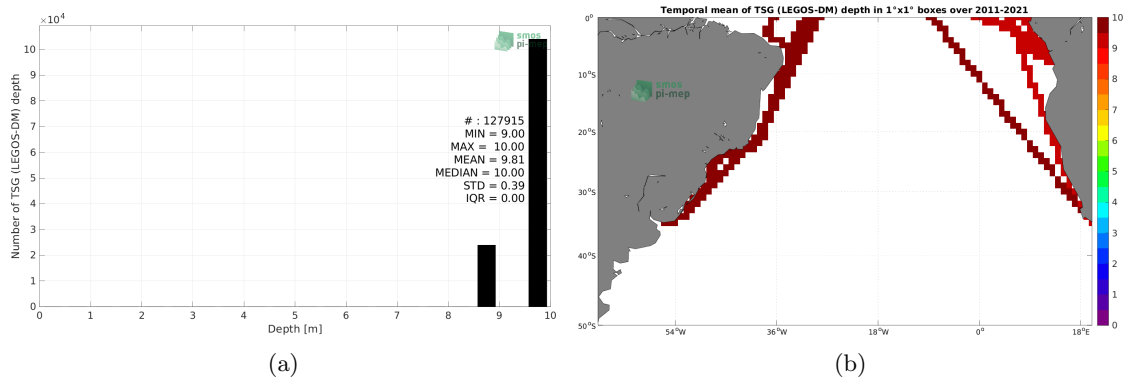 ×10⁴
10
9
8
7
6
5
4
3
2
1
0
Number of TSG (LEGOS-DM) depth
smos
pi-mep
# : 127915
MIN = 9.00
MAX = 10.00
MEAN = 9.81
MEDIAN = 10.00
STD = 0.39
IQR = 0.00
0 1 2 3 4 5 6 7 8 9 10
Depth [m]
(a)
Temporal mean of TSG (LEGOS-DM) depth in 1°x1° boxes over 2011-2021
0°
10°S
20°S
30°S
40°S
50°S
smos
pi-mep
54°W 36°W 18°W 0° 18°E
10
9
8
7
6
5
4
3
2
1
0
(b)